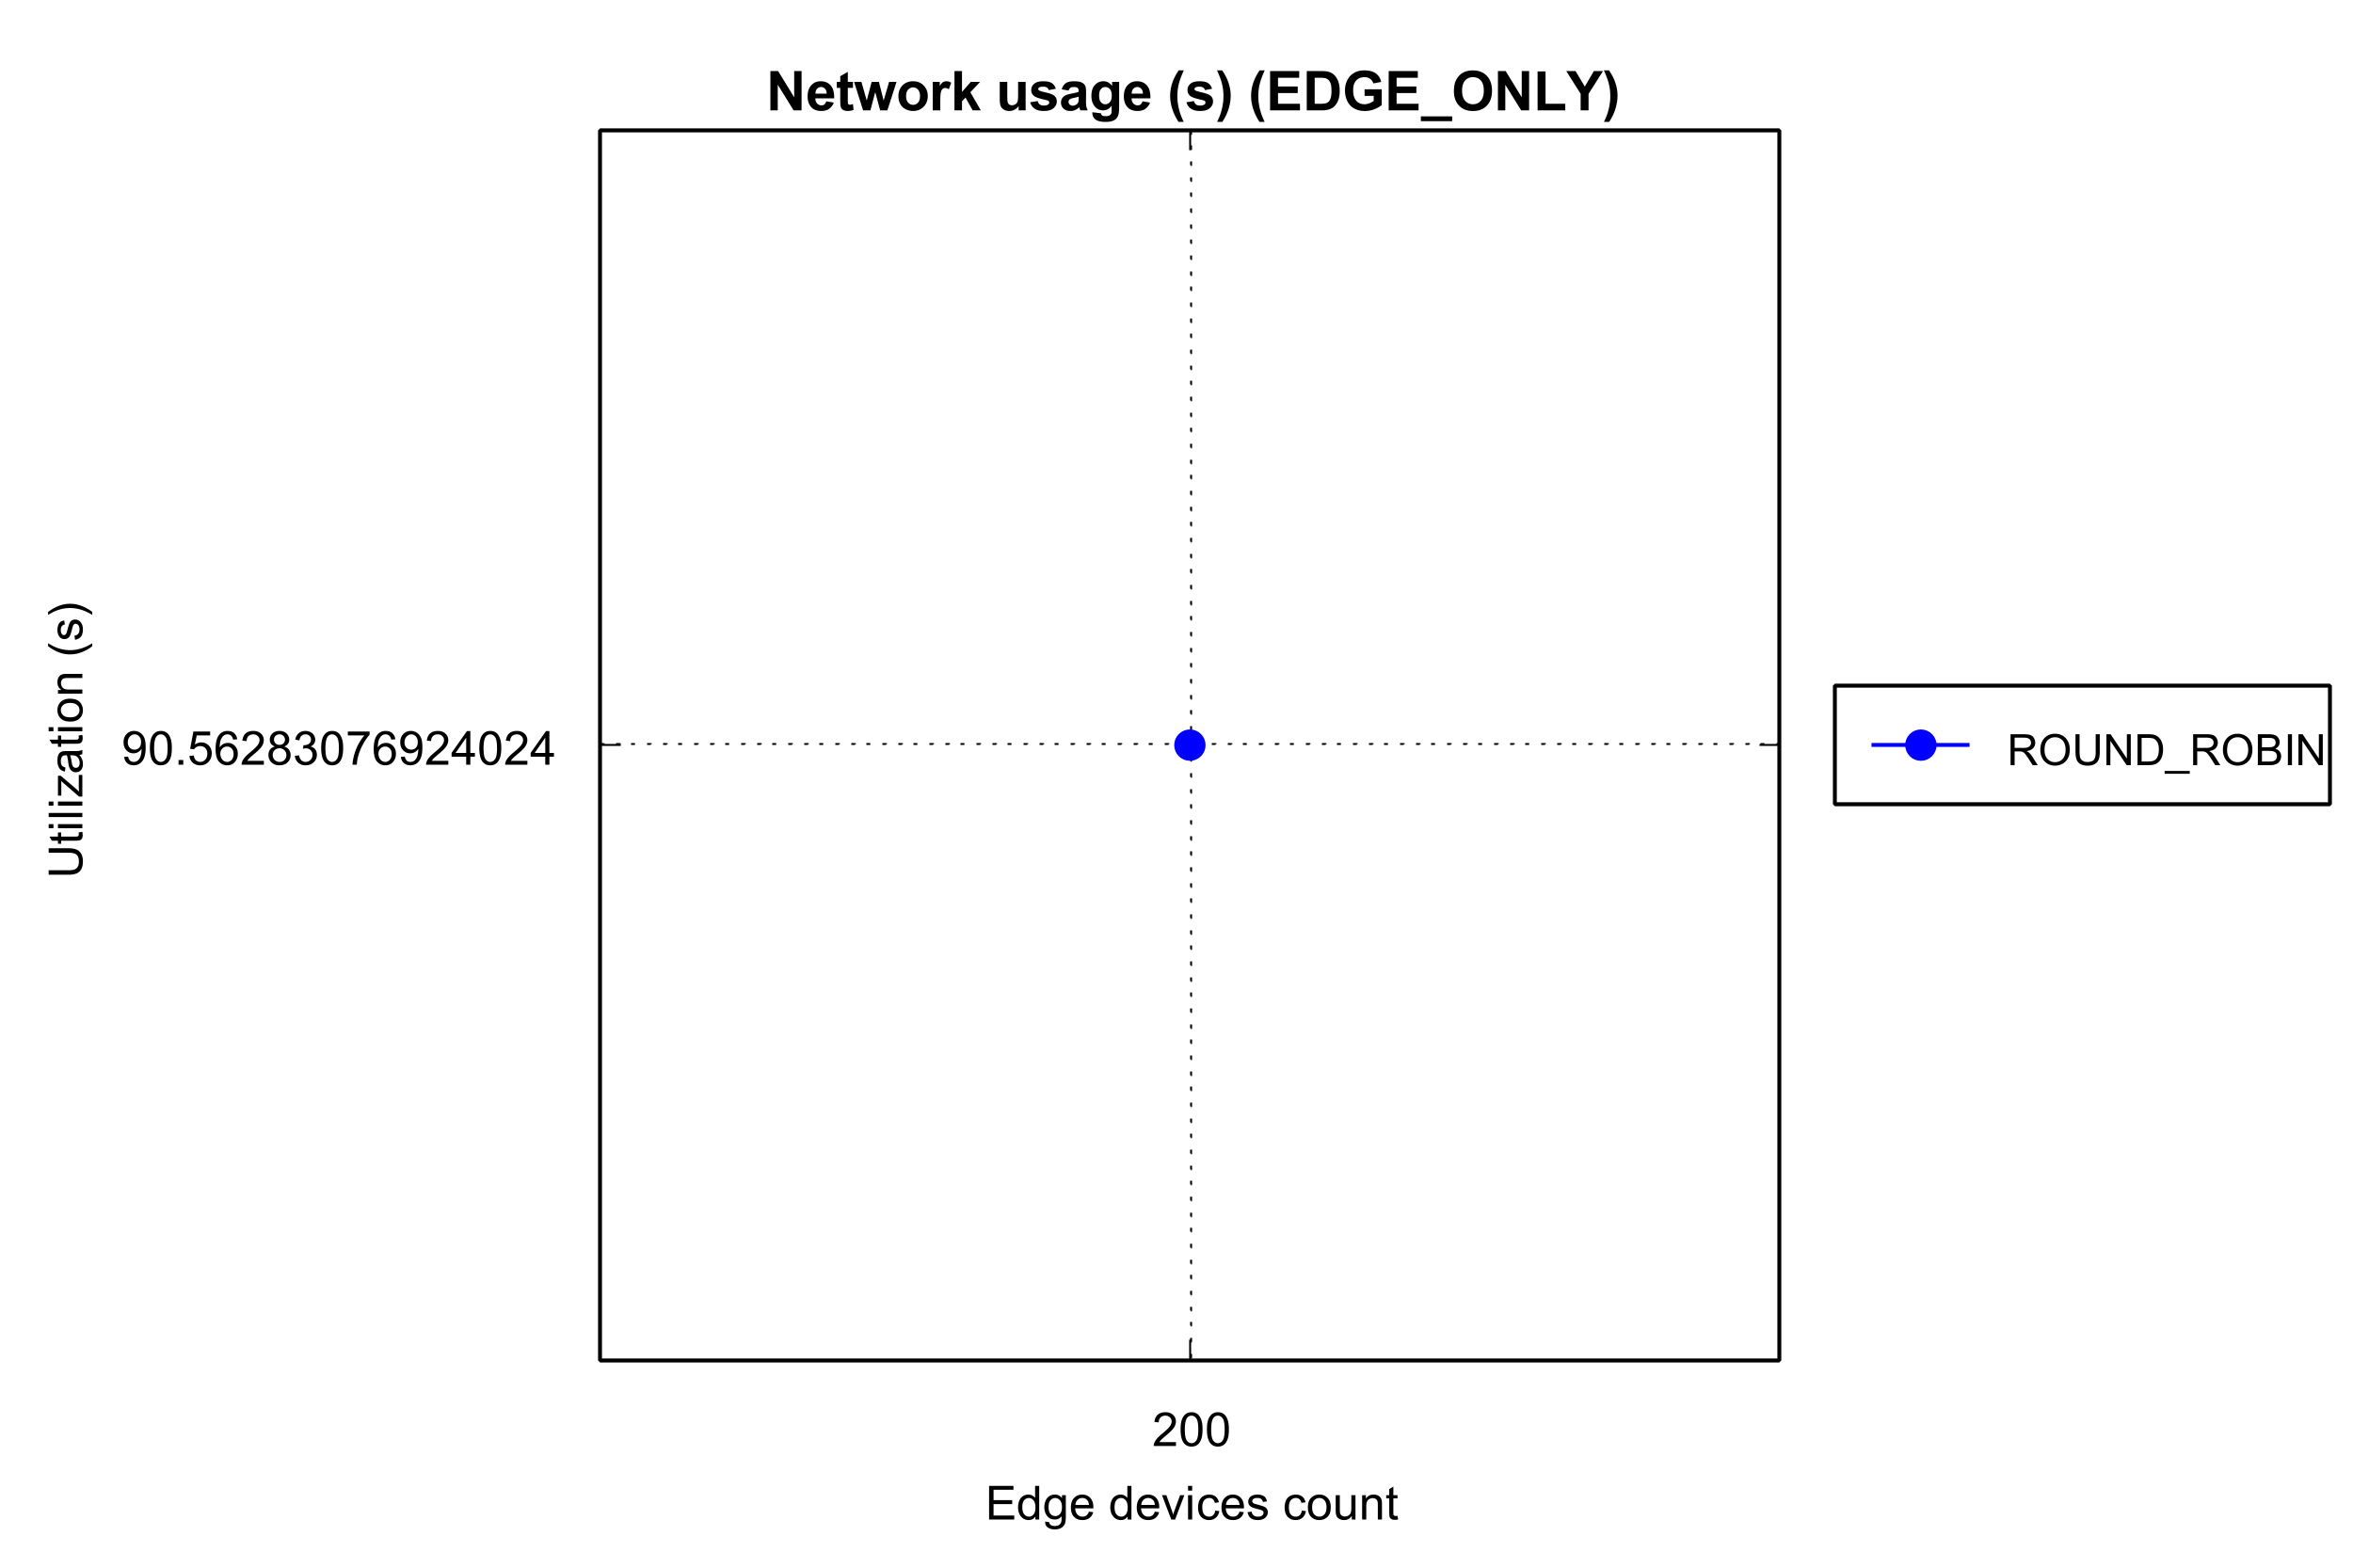 Network usage (s) (EDGE_ONLY)
Utilization (s)
90.56283076924024
ROUND_ROBIN
200
Edge devices count